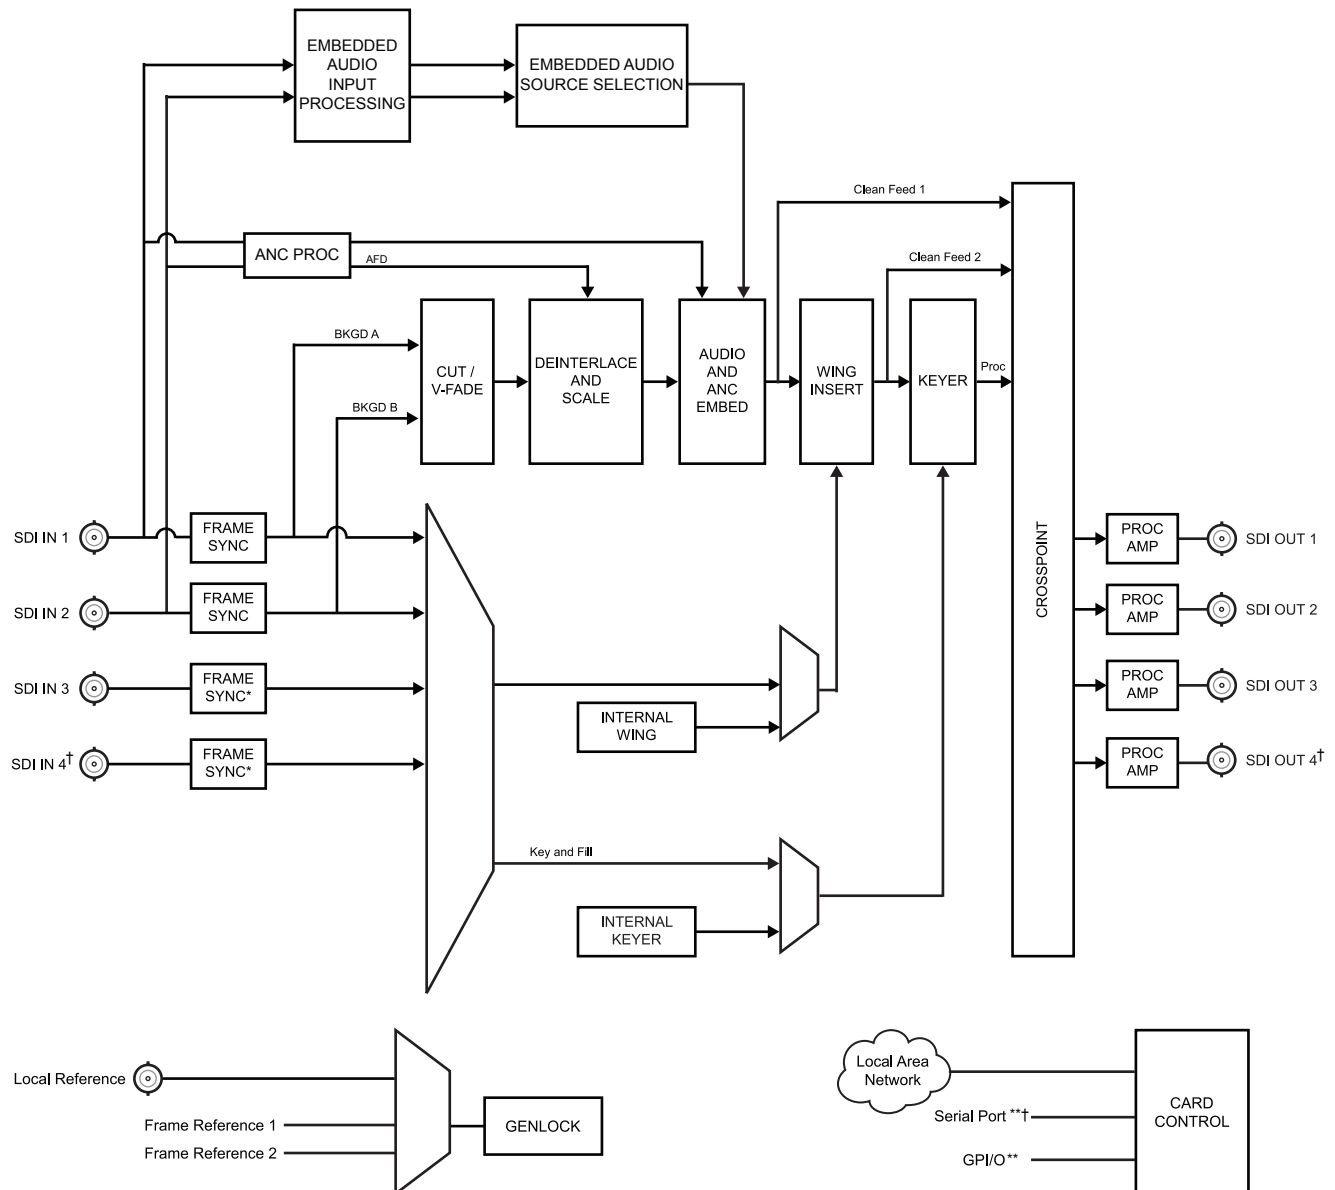 EMBEDDED
AUDIO
INPUT
PROCESSING
EMBEDDED AUDIO
SOURCE SELECTION
Clean Feed 1
ANC PROC
AFD
Clean Feed 2
BKGD A
BKGD B
CUT /
V-FADE
DEINTERLACE
AND
SCALE
AUDIO
AND
ANC
EMBED
WING
INSERT
KEYER
Proc
CROSSPOINT
SDI IN 1
FRAME
SYNC
SDI IN 2
FRAME
SYNC
SDI IN 3
FRAME
SYNC*
SDI IN 4†
FRAME
SYNC*
INTERNAL
WING
Key and Fill
INTERNAL
KEYER
PROC
AMP
SDI OUT 1
PROC
AMP
SDI OUT 2
PROC
AMP
SDI OUT 3
PROC
AMP
SDI OUT 4†
Local Reference
Frame Reference 1
Frame Reference 2
GENLOCK
Local Area
Network
Serial Port **†
GPI/O**
CARD
CONTROL